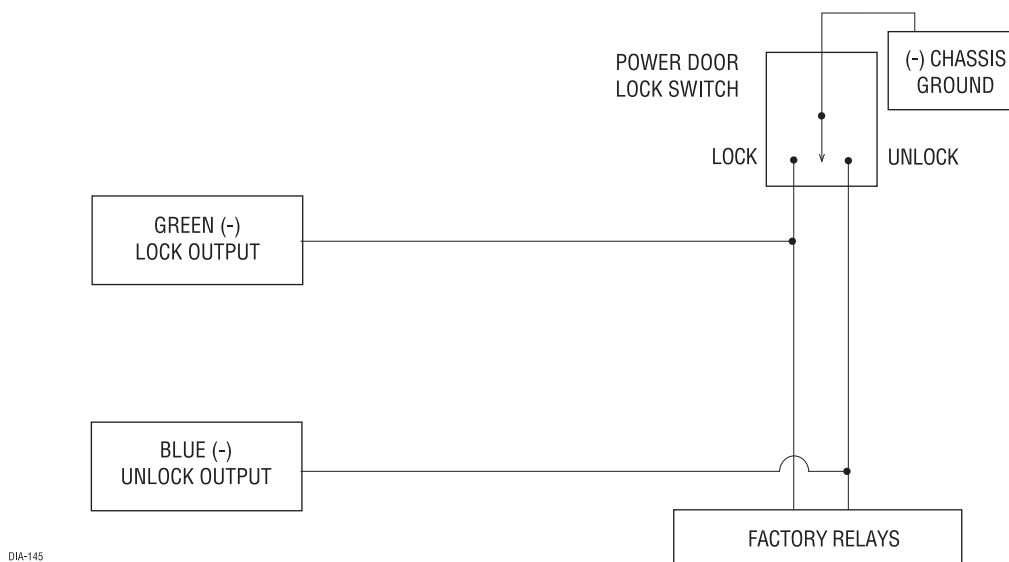 POWER DOOR
LOCK SWITCH
(-) CHASSIS
GROUND
LOCK
UNLOCK
GREEN (-)
LOCK OUTPUT
BLUE (-)
UNLOCK OUTPUT
FACTORY RELAYS
DIA-145